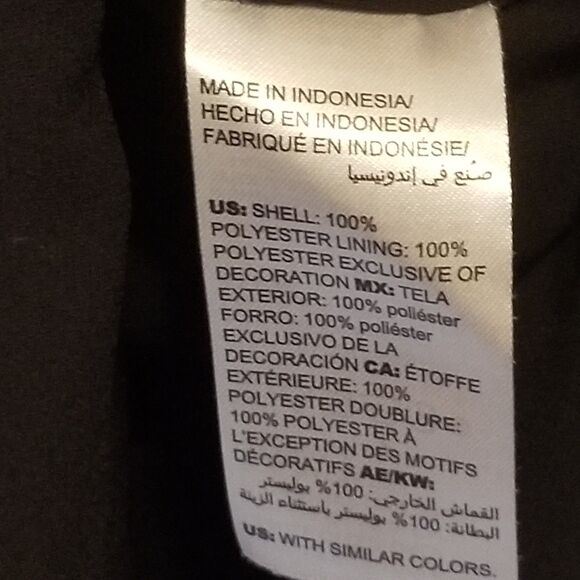 MADE IN INDONESIA/
HECHO EN INDONESIA/
FABRIQUÉ EN INDONÉSIE/
صنع في إندونيسيا
US: SHELL: 100%
POLYESTER LINING: 100%
POLYESTER EXCLUSIVE OF
DECORATION MX: TELA
EXTERIOR: 100% poliéster
FORRO: 100% poliéster
EXCLUSIVO DE LA
DECORACIÓN CA: ÉTOFFE
EXTÉRIEURE: 100%
POLYESTER DOUBLURE:
100% POLYESTER À
L'EXCEPTION DES MOTIFS
DÉCORATIFS AE/KW:
القماش الخارجي: 100% بوليستر
البطانة: 100% بوليستر باستثناء الزينة
US: WITH SIMILAR COLORS.